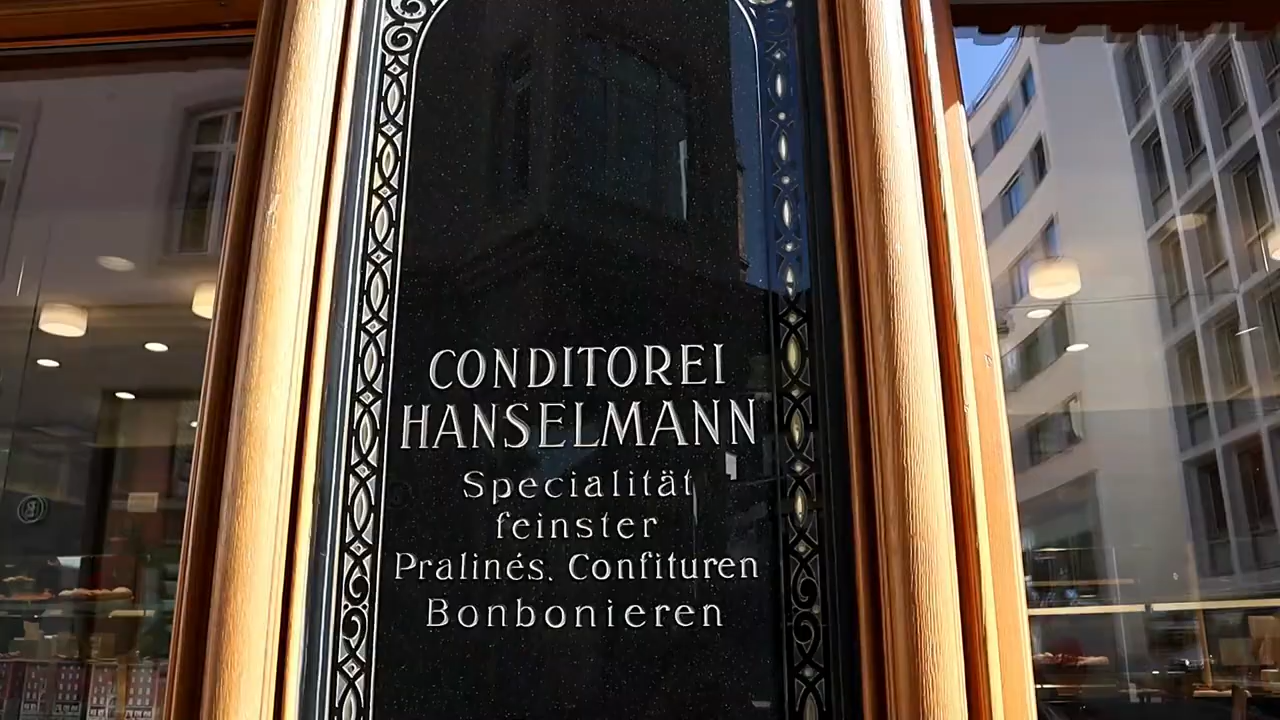 CONDITOREI
HANSELMANN
Specialität
feinster
Pralinés. Confituren
Bonbonieren